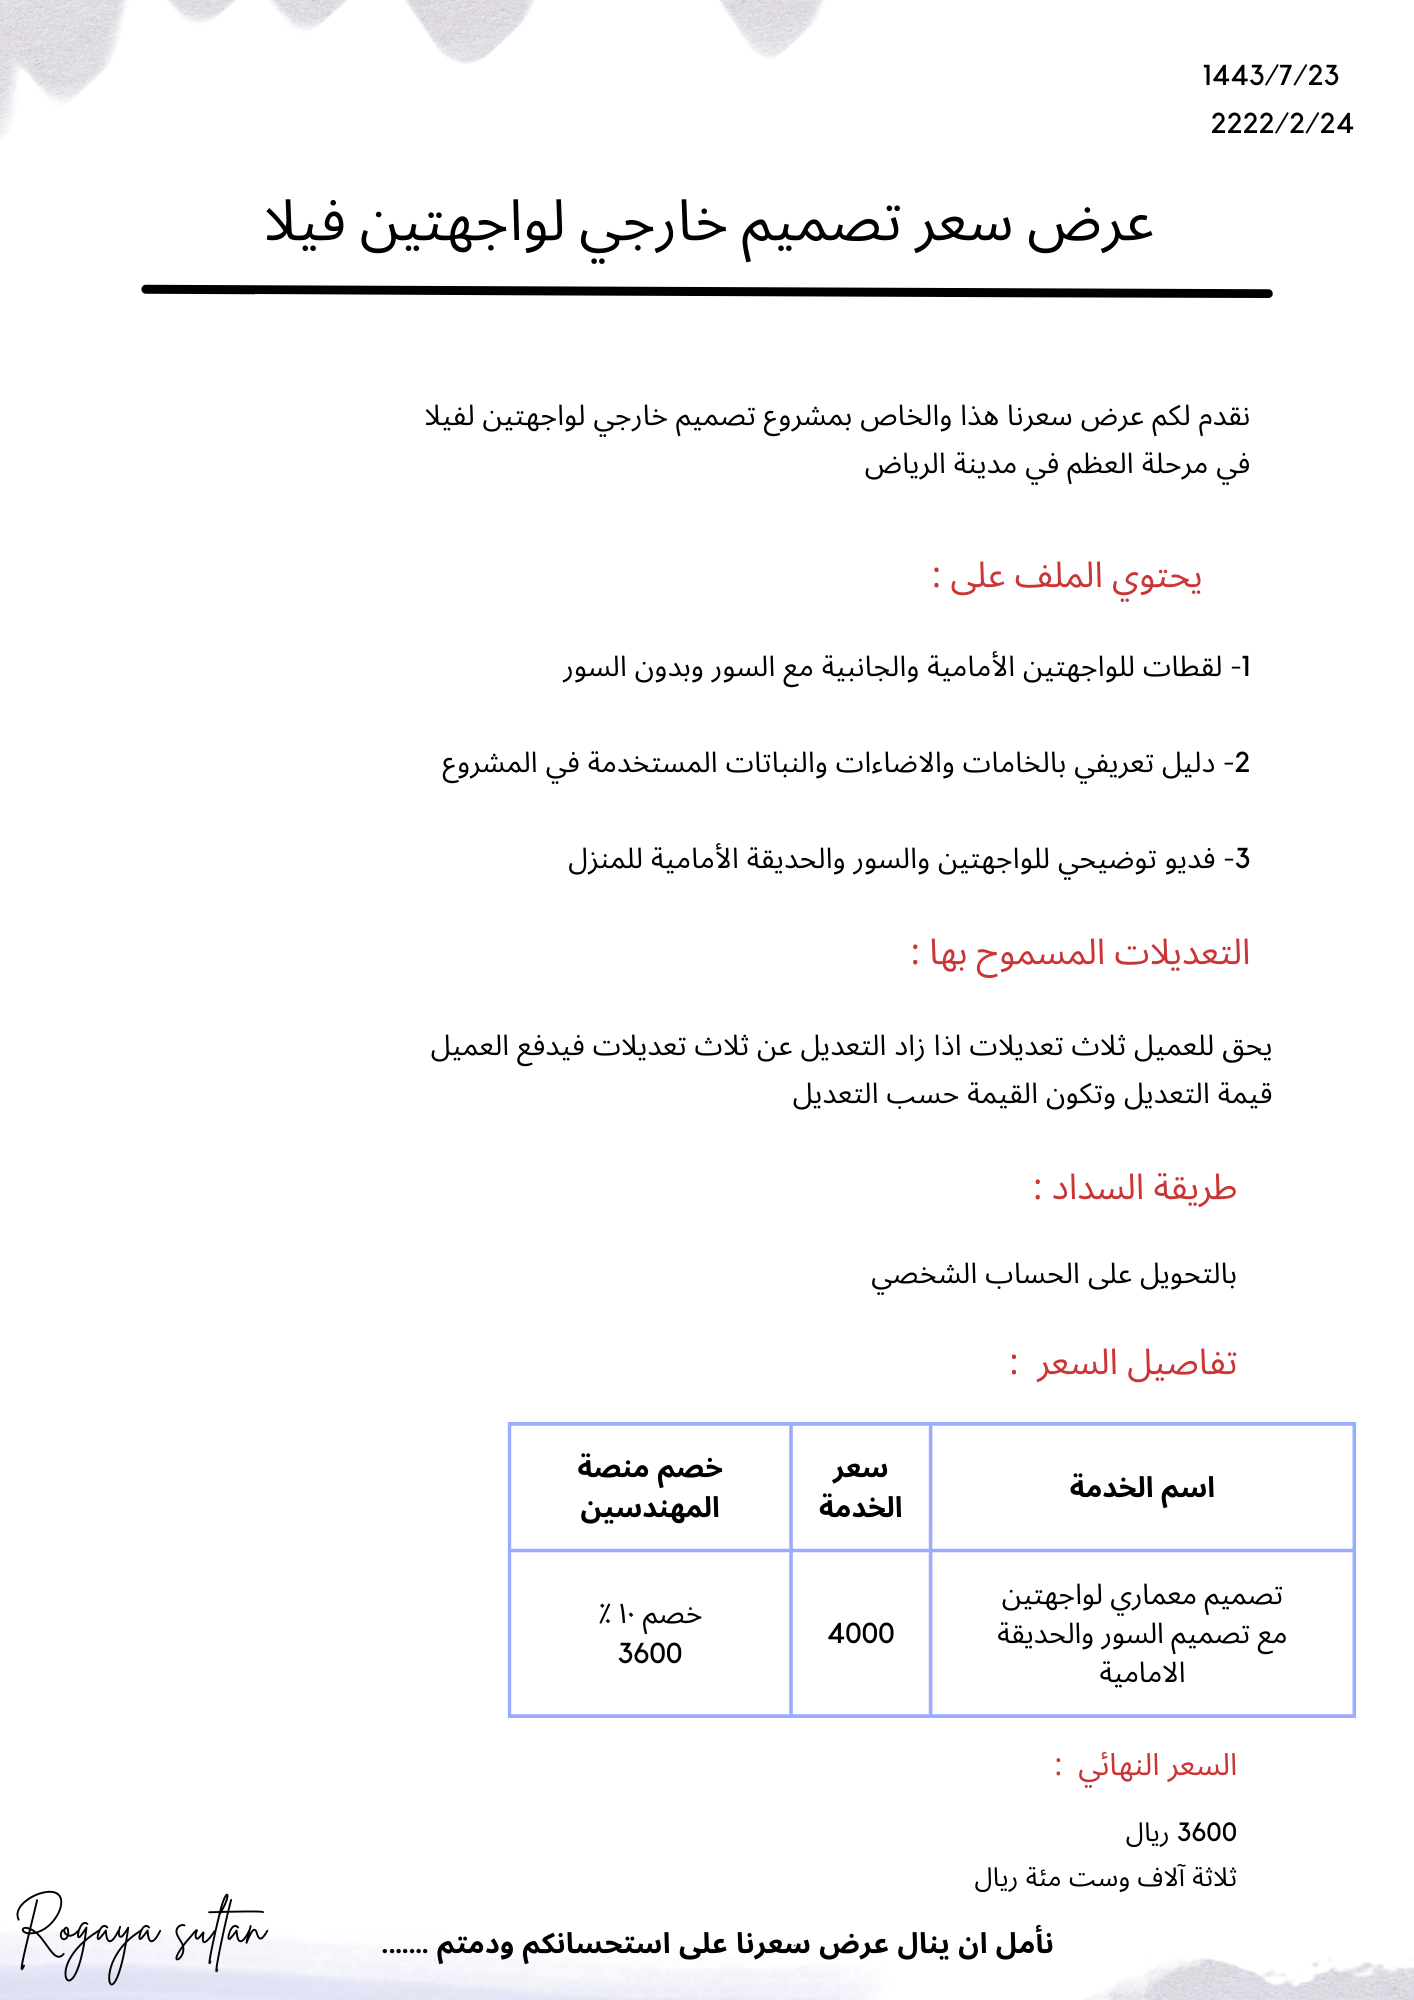 1443/7/23
2222/2/24
عرض سعر تصميم خارجي لواجهتين فيلا
نقدم لكم عرض سعرنا هذا والخاص بمشروع تصميم خارجي لواجهتين لفيلا
في مرحلة العظم في مدينة الرياض
يحتوي الملف على :
1- لقطات للواجهتين الأمامية والجانبية مع السور وبدون السور
2- دليل تعريفي بالخامات والاضاءات والنباتات المستخدمة في المشروع
3- فديو توضيحي للواجهتين والسور والحديقة الأمامية للمنزل
التعديلات المسموح بها :
يحق للعميل ثلاث تعديلات اذا زاد التعديل عن ثلاث تعديلات فيدفع العميل
قيمة التعديل وتكون القيمة حسب التعديل
طريقة السداد :
بالتحويل على الحساب الشخصي
تفاصيل السعر :
اسم الخدمة
سعر
الخدمة
خصم منصة
المهندسين
تصميم معماري لواجهتين
مع تصميم السور والحديقة
الامامية
4000
خصم ١٠ ٪
3600
السعر النهائي :
3600 ريال
ثلاثة آلاف وست مئة ريال
نأمل ان ينال عرض سعرنا على استحسانكم ودمتم .......
Rogaya sultan